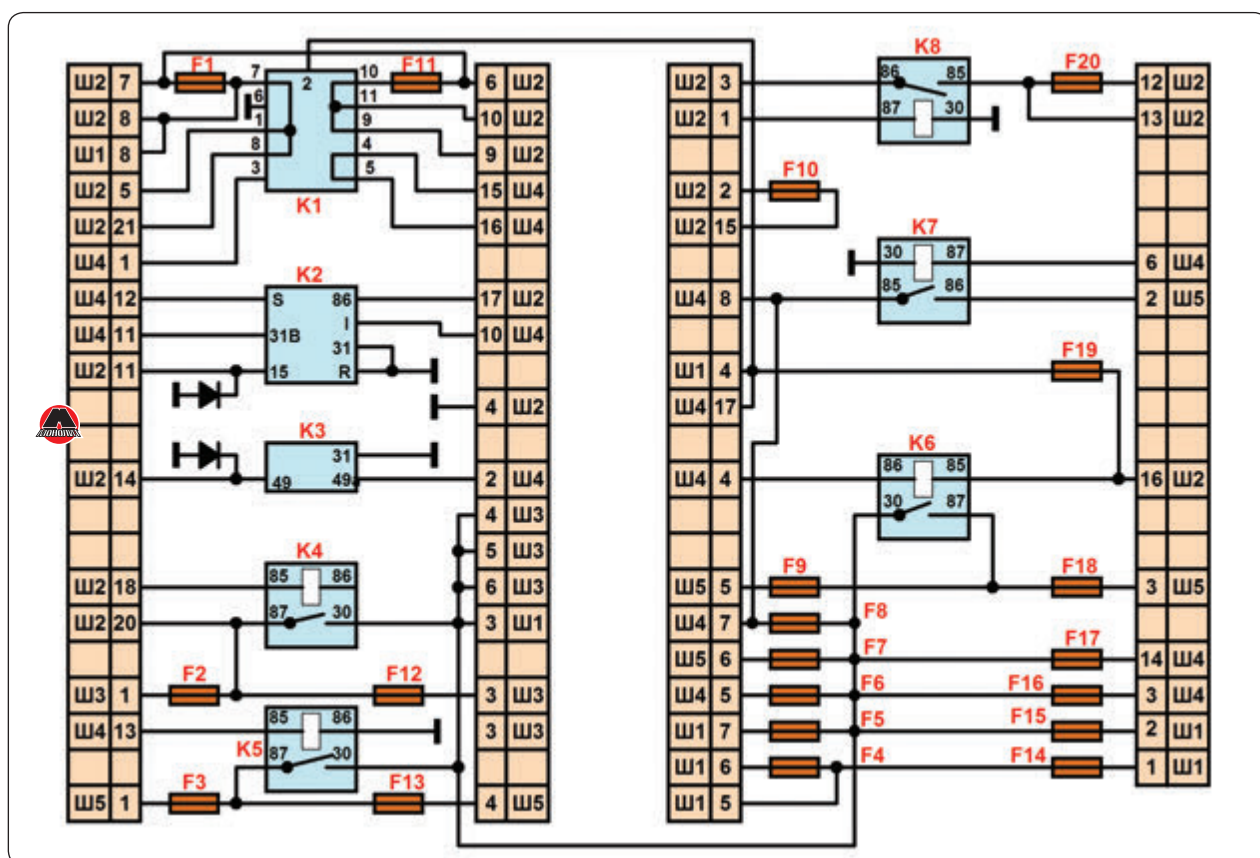 Ш2 7 F1 7 2 10 F11 6 Ш2
6
Ш2 8 1 11 10 Ш2
9
Ш1 8 8 4 9 Ш2
Ш2 5 3 5 15 Ш4
K1
Ш2 21 16 Ш4
Ш4 1
K2
Ш4 12 S 86 17 Ш2
I
Ш4 11 31B 10 Ш4
31
Ш2 11 15 R
4 Ш2
K3
31
Ш2 14 49 49 2 Ш4
4 Ш3
K4
5 Ш3
Ш2 18 85 86 6 Ш3
Ш2 20 87 30 3 Ш1
F2 F12
Ш3 1 3 Ш3
Ш4 13 85 86 3 Ш3
K5 87 30
F3 F13
Ш5 1 4 Ш5
K8
Ш2 3 86 85 F20 12 Ш2
Ш2 1 87 30 13 Ш2
F10
Ш2 2
Ш2 15 K7
30 87 6 Ш4
Ш4 8 85 86 2 Ш5
F19
Ш1 4
Ш4 17
K6
Ш4 4 86 85 16 Ш2
30 87
F9 F18
Ш5 5 3 Ш5
Ш4 7 F8
Ш5 6 F7 F17 14 Ш4
Ш4 5 F6 F16 3 Ш4
Ш1 7 F5 F15 2 Ш1
Ш1 6 F4 F14 1 Ш1
Ш1 5